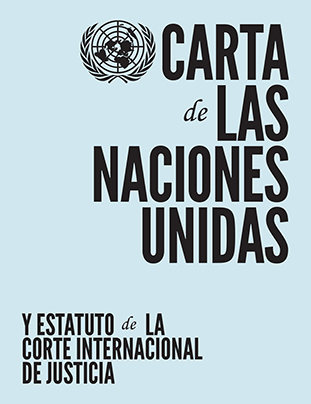 CARTA
de LAS
NACIONES
UNIDAS
Y ESTATUTO de LA
CORTE INTERNACIONAL
DE JUSTICIA